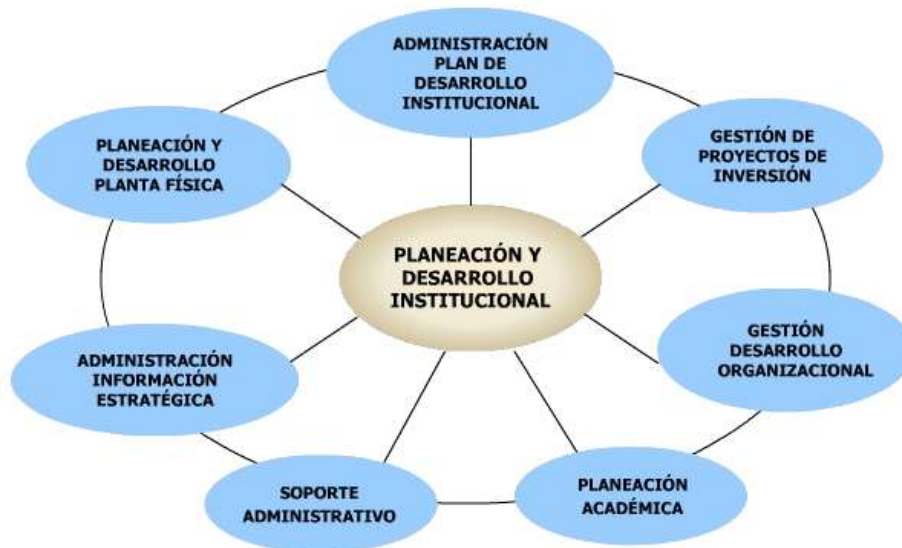 ADMINISTRACIÓN
PLAN DE
DESARROLLO
INSTITUCIONAL
GESTIÓN DE
PROYECTOS DE
INVERSIÓN
GESTIÓN
DESARROLLO
ORGANIZACIONAL
PLANEACIÓN
ACADÉMICA
SOPORTE
ADMINISTRATIVO
ADMINISTRACIÓN
INFORMACIÓN
ESTRATÉGICA
PLANEACIÓN Y
DESARROLLO
PLANTA FÍSICA
PLANEACIÓN Y
DESARROLLO
INSTITUCIONAL